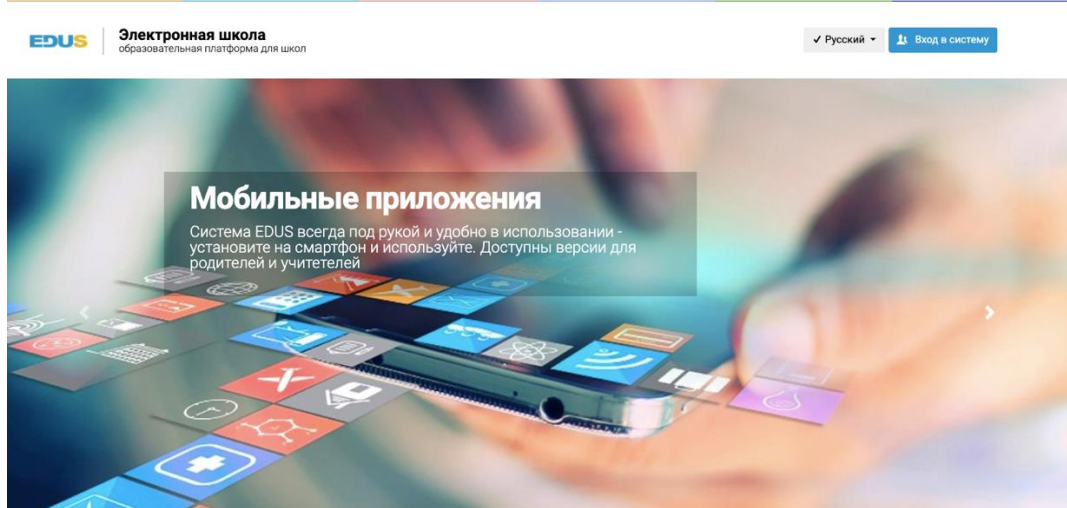 EDUS
Электронная школа
образовательная платформа для школ
✓ Русский
Вход в систему
Мобильные приложения
Система EDUS всегда под рукой и удобно в использовании -
установите на смартфон и используйте. Доступны версии для
родителей и учитетелей